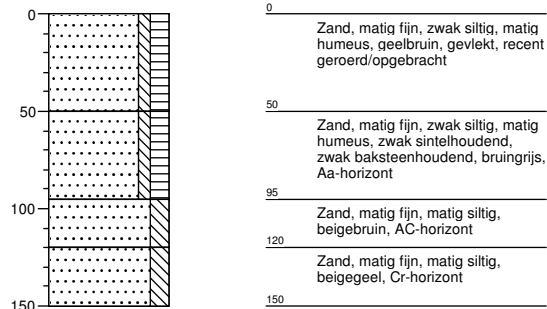 0
50
100
150
0
Zand, matig fijn, zwak siltig, matig
humeus, geelbruin, gevlekt, recent
geroerd/opgebracht
50
Zand, matig fijn, zwak siltig, matig
humeus, zwak sintelhoudend,
zwak baksteenhoudend, bruingrijs,
Aa-horizont
95
Zand, matig fijn, matig siltig,
beigebruin, AC-horizont
120
Zand, matig fijn, matig siltig,
beigegeel, Cr-horizont
150